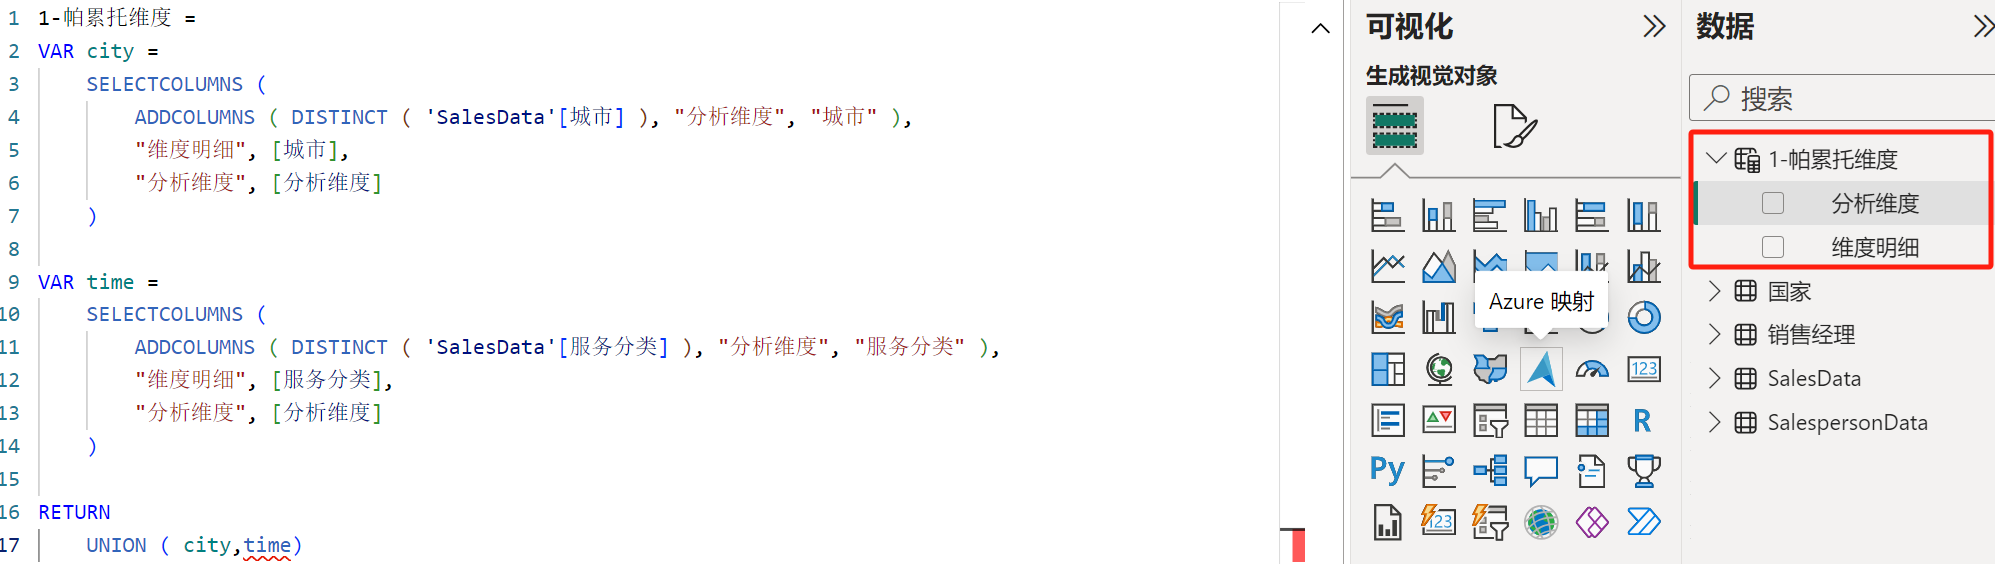 1 1-帕累托维度 =
2 VAR city =
3 SELECTCOLUMNS (
4 ADDCOLUMNS ( DISTINCT ( 'SalesData'[城市] ), "分析维度", "城市" ),
5 "维度明细", [城市],
6 "分析维度", [分析维度]
7 )
8
9 VAR time =
10 SELECTCOLUMNS (
11 ADDCOLUMNS ( DISTINCT ( 'SalesData'[服务分类] ), "分析维度", "服务分类" ),
12 "维度明细", [服务分类],
13 "分析维度", [分析维度]
14 )
15
16 RETURN
17 UNION ( city,time)
可视化
生成视觉对象
Azure 映射
123
R
Py
123
数据
搜索
1-帕累托维度
分析维度
维度明细
国家
销售经理
SalesData
SalespersonData